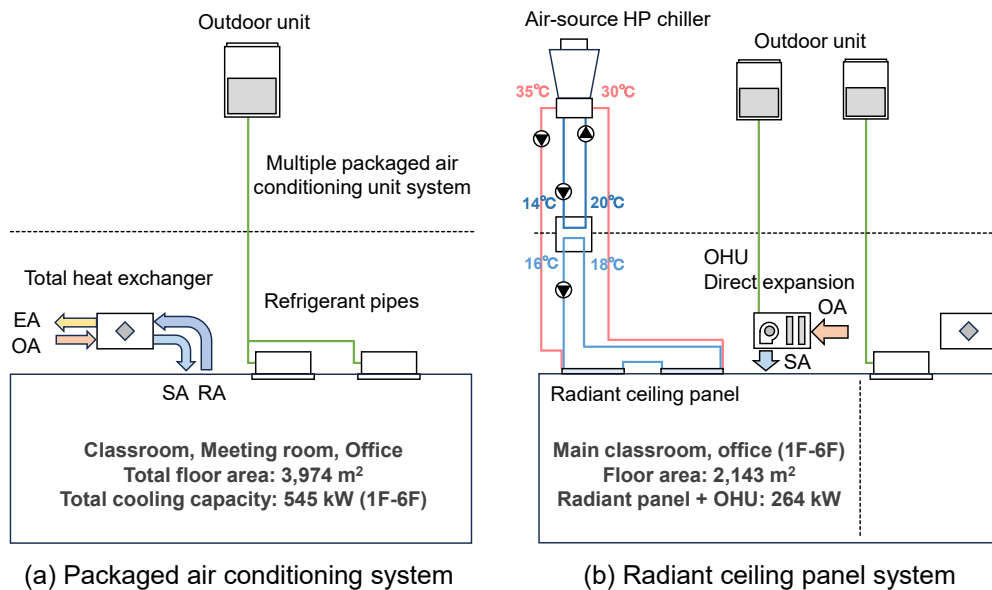 Outdoor unit
Multiple packaged air
conditioning unit system
Total heat exchanger
EA
OA
Refrigerant pipes
SA RA
Classroom, Meeting room, Office
Total floor area: 3,974 m²
Total cooling capacity: 545 kW (1F-6F)
(a) Packaged air conditioning system
Air-source HP chiller
Outdoor unit
35℃ 30℃
14℃ 20℃
16℃ 18℃
OHU
Direct expansion
OA
SA
Radiant ceiling panel
Main classroom, office (1F-6F)
Floor area: 2,143 m²
Radiant panel + OHU: 264 kW
(b) Radiant ceiling panel system